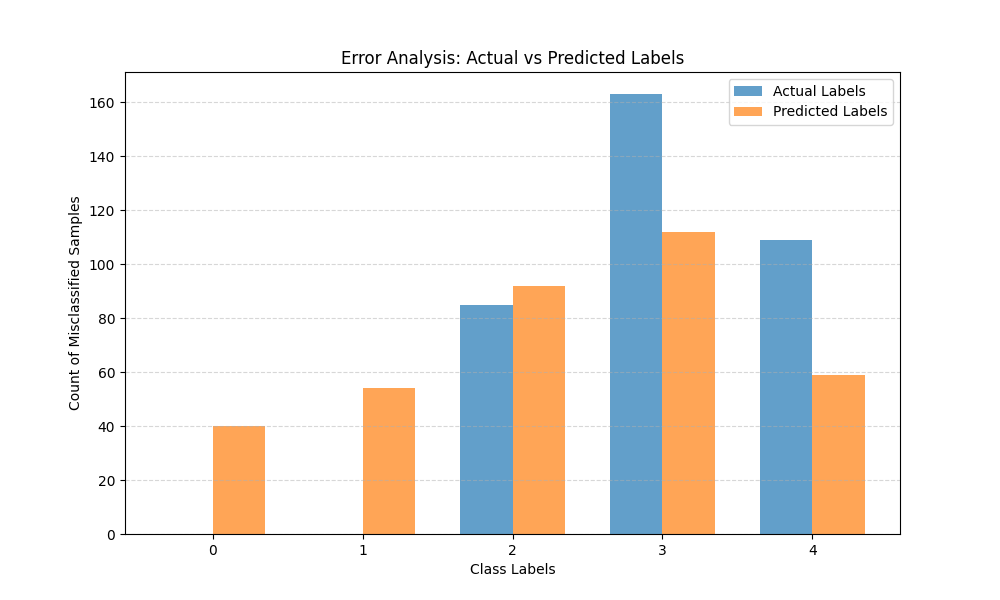 Error Analysis: Actual vs Predicted Labels
Actual Labels
Predicted Labels
Count of Misclassified Samples
160
140
120
100
80
60
40
20
0
0 1 2 3 4
Class Labels